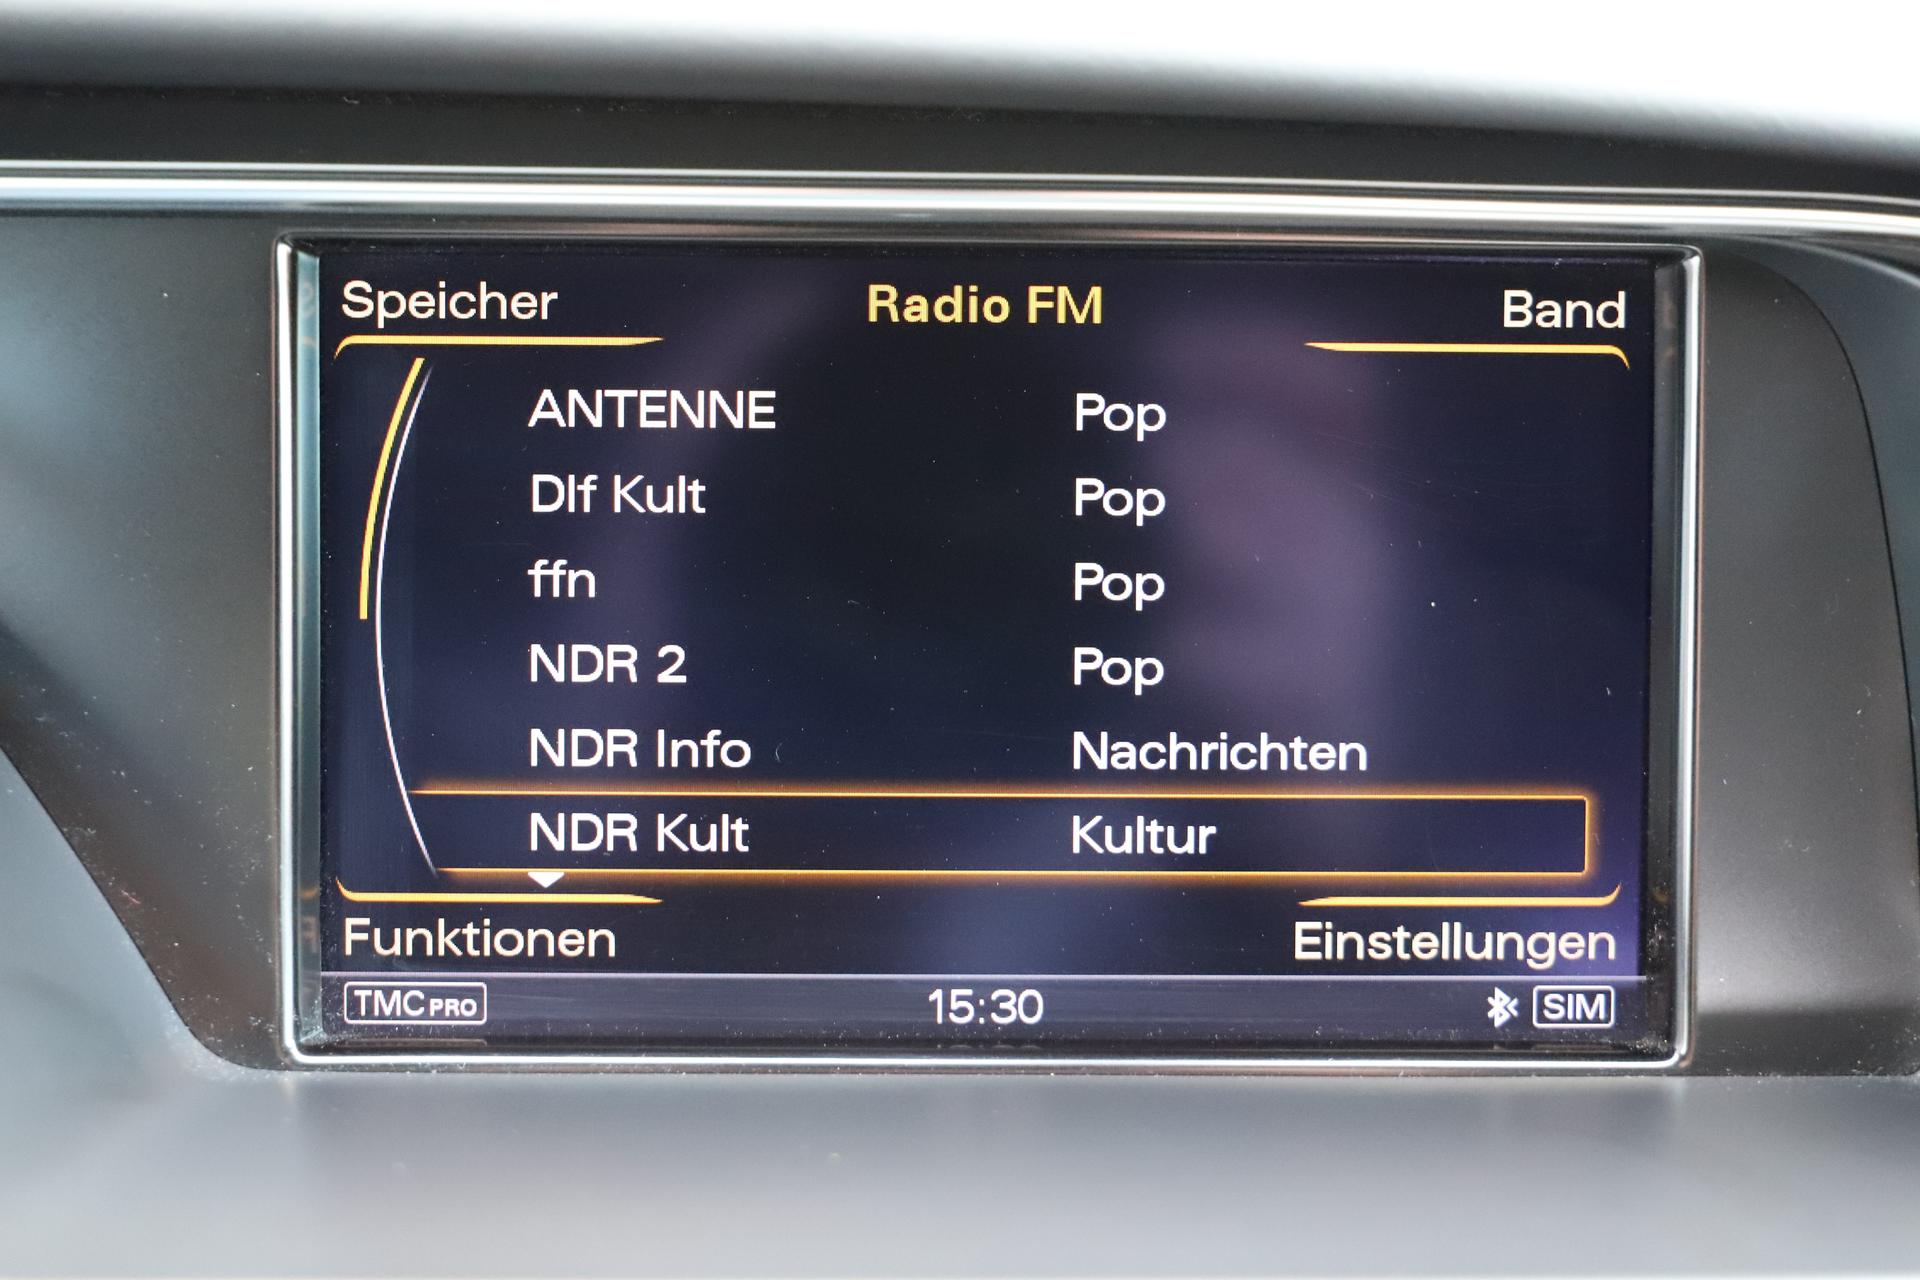 Speicher Radio FM Band
ANTENNE Pop
Dlf Kult Pop
ffn Pop
NDR 2 Pop
NDR Info Nachrichten
NDR Kult Kultur
Funktionen Einstellungen
TMC PRO 15:30 SIM